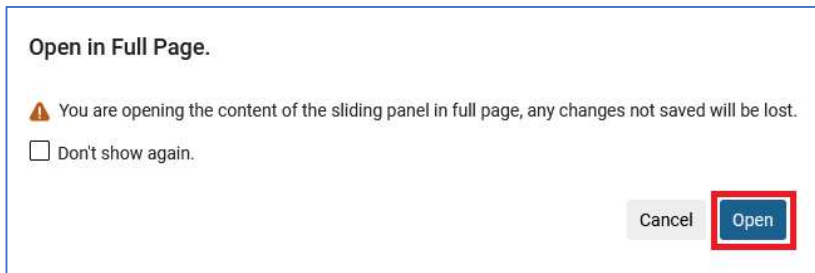 Open in Full Page.
You are opening the content of the sliding panel in full page, any changes not saved will be lost.
Don't show again.
Cancel Open